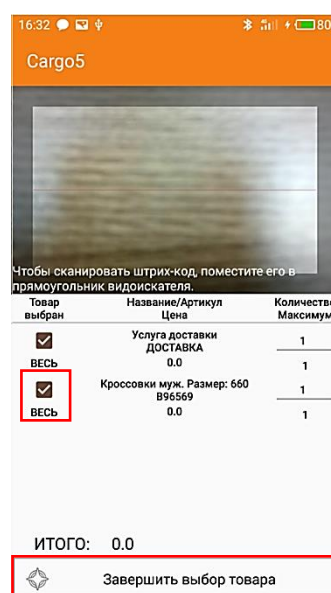 16:32 80
Cargo5
Чтобы сканировать штрих-код, поместите его в
прямоугольник видоискателя.
Товар Название/Артикул Количество
выбран Цена Максимум
Услуга доставки
ДОСТАВКА 1
ВЕСЬ 0.0 1
Кроссовки муж. Размер: 660
B96569 1
ВЕСЬ 0.0 1
ИТОГО: 0.0
Завершить выбор товара